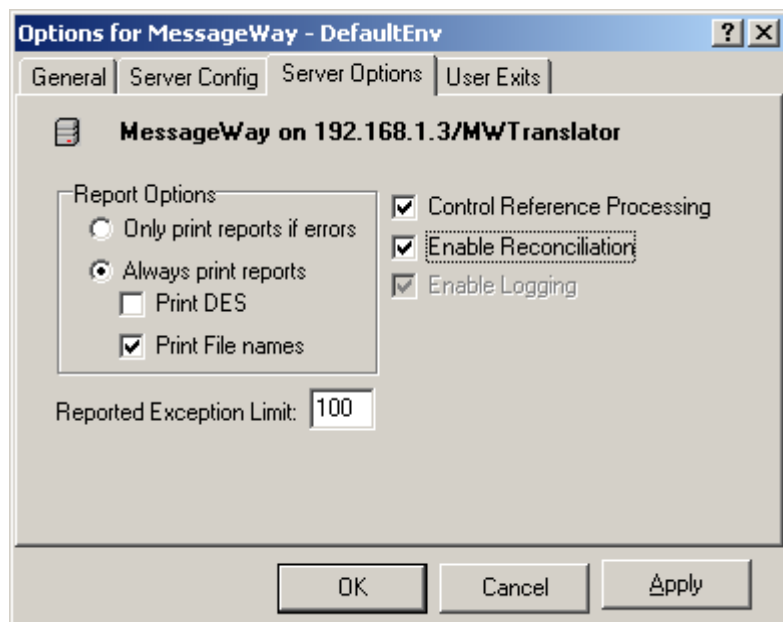 Options for MessageWay - DefaultEnv
General Server Config Server Options User Exits
MessageWay on 192.168.1.3/MWTranslator
Report Options
Only print reports if errors
Always print reports
Print DES
Print File names
Control Reference Processing
Enable Reconciliation
Enable Logging
Reported Exception Limit: 100
OK Cancel Apply